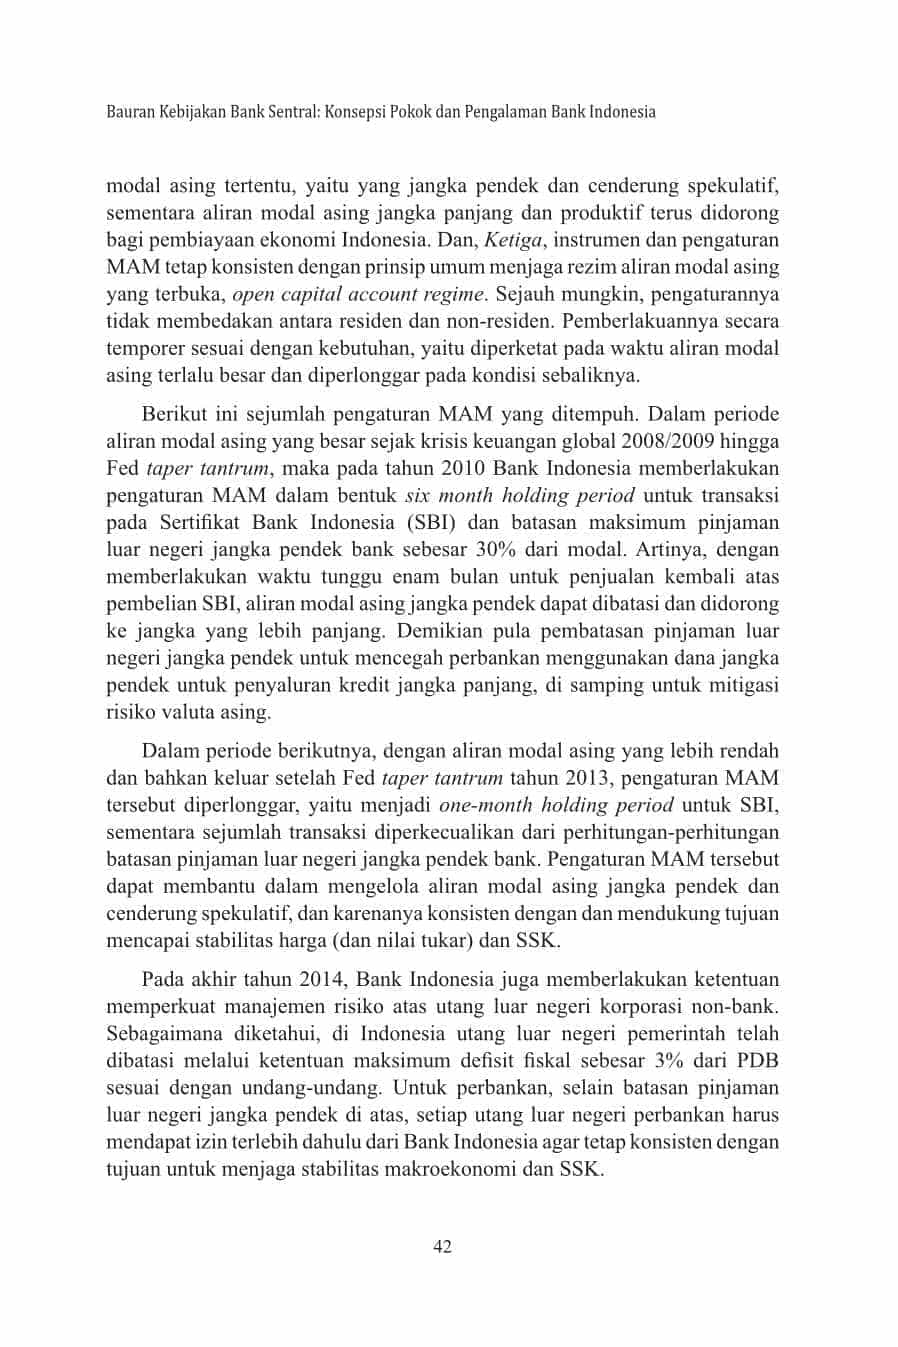 Bauran Kebijakan Bank Sentral: Konsepsi Pokok dan Pengalaman Bank Indonesia
modal asing tertentu, yaitu yang jangka pendek dan cenderung spekulatif,
sementara aliran modal asing jangka panjang dan produktif terus didorong
bagi pembiayaan ekonomi Indonesia. Dan, Ketiga, instrumen dan pengaturan
MAM tetap konsisten dengan prinsip umum menjaga rezim aliran modal asing
yang terbuka, open capital account regime. Sejauh mungkin, pengaturannya
tidak membedakan antara residen dan non-residen. Pemberlakuannya secara
temporer sesuai dengan kebutuhan, yaitu diperketat pada waktu aliran modal
asing terlalu besar dan diperlonggar pada kondisi sebaliknya.
Berikut ini sejumlah pengaturan MAM yang ditempuh. Dalam periode
aliran modal asing yang besar sejak krisis keuangan global 2008/2009 hingga
Fed taper tantrum, maka pada tahun 2010 Bank Indonesia memberlakukan
pengaturan MAM dalam bentuk six month holding period untuk transaksi
pada Sertifikat Bank Indonesia (SBI) dan batasan maksimum pinjaman
luar negeri jangka pendek bank sebesar 30% dari modal. Artinya, dengan
memberlakukan waktu tunggu enam bulan untuk penjualan kembali atas
pembelian SBI, aliran modal asing jangka pendek dapat dibatasi dan didorong
ke jangka yang lebih panjang. Demikian pula pembatasan pinjaman luar
negeri jangka pendek untuk mencegah perbankan menggunakan dana jangka
pendek untuk penyaluran kredit jangka panjang, di samping untuk mitigasi
risiko valuta asing.
Dalam periode berikutnya, dengan aliran modal asing yang lebih rendah
dan bahkan keluar setelah Fed taper tantrum tahun 2013, pengaturan MAM
tersebut diperlonggar, yaitu menjadi one-month holding period untuk SBI,
sementara sejumlah transaksi diperkecualikan dari perhitungan-perhitungan
batasan pinjaman luar negeri jangka pendek bank. Pengaturan MAM tersebut
dapat membantu dalam mengelola aliran modal asing jangka pendek dan
cenderung spekulatif, dan karenanya konsisten dengan dan mendukung tujuan
mencapai stabilitas harga (dan nilai tukar) dan SSK.
Pada akhir tahun 2014, Bank Indonesia juga memberlakukan ketentuan
memperkuat manajemen risiko atas utang luar negeri korporasi non-bank.
Sebagaimana diketahui, di Indonesia utang luar negeri pemerintah telah
dibatasi melalui ketentuan maksimum defisit fiskal sebesar 3% dari PDB
sesuai dengan undang-undang. Untuk perbankan, selain batasan pinjaman
luar negeri jangka pendek di atas, setiap utang luar negeri perbankan harus
mendapat izin terlebih dahulu dari Bank Indonesia agar tetap konsisten dengan
tujuan untuk menjaga stabilitas makroekonomi dan SSK.
42